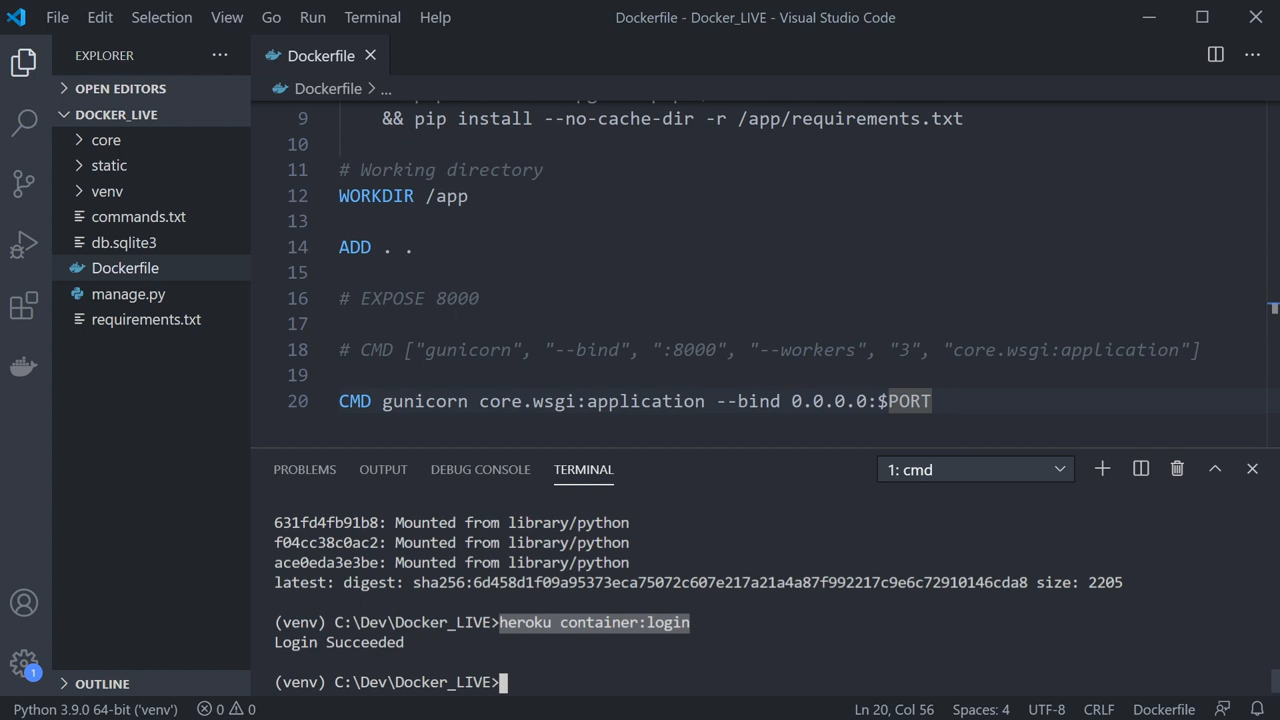 File Edit Selection View Go Run Terminal Help Dockerfile - Docker_LIVE - Visual Studio Code
EXPLORER
OPEN EDITORS
DOCKER_LIVE
core
static
venv
commands.txt
db.sqlite3
Dockerfile
manage.py
requirements.txt
OUTLINE
Dockerfile
Dockerfile > ...
9 && pip install --no-cache-dir -r /app/requirements.txt
10
11 # Working directory
12 WORKDIR /app
13
14 ADD . .
15
16 # EXPOSE 8000
17
18 # CMD ["gunicorn", "--bind", ":8000", "--workers", "3", "core.wsgi:application"]
19
20 CMD gunicorn core.wsgi:application --bind 0.0.0.0:$PORT
PROBLEMS OUTPUT DEBUG CONSOLE TERMINAL 1: cmd
631fd4fb91b8: Mounted from library/python
f04cc38c0ac2: Mounted from library/python
ace0eda3e3be: Mounted from library/python
latest: digest: sha256:6d458d1f09a95373eca75072c607e217a21a4a87f992217c9e6c72910146cda8 size: 2205
(venv) C:\Dev\Docker_LIVE>heroku container:login
Login Succeeded
(venv) C:\Dev\Docker_LIVE>
1
Python 3.9.0 64-bit ('venv') 0 0 Ln 20, Col 56 Spaces: 4 UTF-8 CRLF Dockerfile